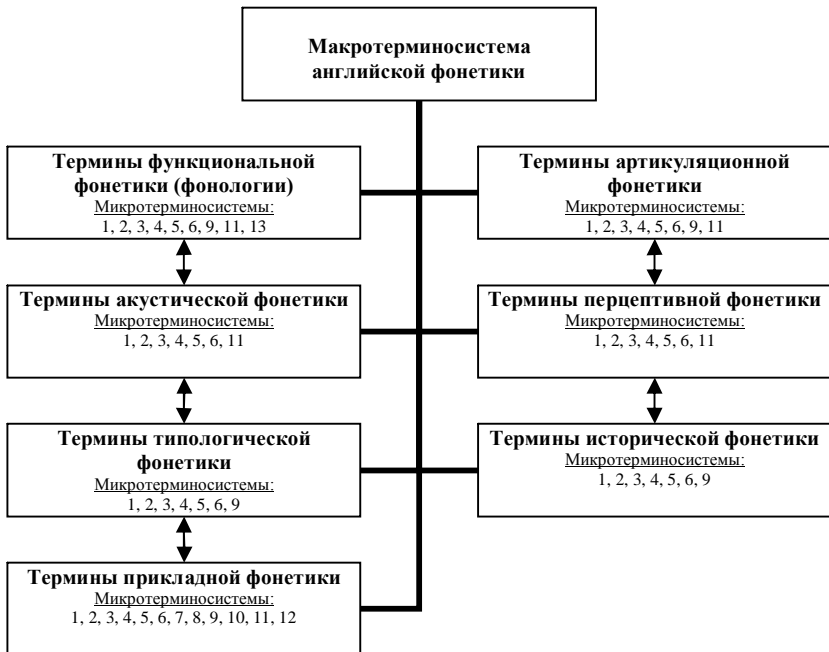 Макротерминосистема
английской фонетики
Термины функциональной
фонетики (фонологии)
Микротерминосистемы:
1, 2, 3, 4, 5, 6, 9, 11, 13
Термины артикуляционной
фонетики
Микротерминосистемы:
1, 2, 3, 4, 5, 6, 9, 11
Термины акустической фонетики
Микротерминосистемы:
1, 2, 3, 4, 5, 6, 11
Термины перцептивной фонетики
Микротерминосистемы:
1, 2, 3, 4, 5, 6, 11
Термины типологической
фонетики
Микротерминосистемы:
1, 2, 3, 4, 5, 6, 9
Термины исторической фонетики
Микротерминосистемы:
1, 2, 3, 4, 5, 6, 9
Термины прикладной фонетики
Микротерминосистемы:
1, 2, 3, 4, 5, 6, 7, 8, 9, 10, 11, 12